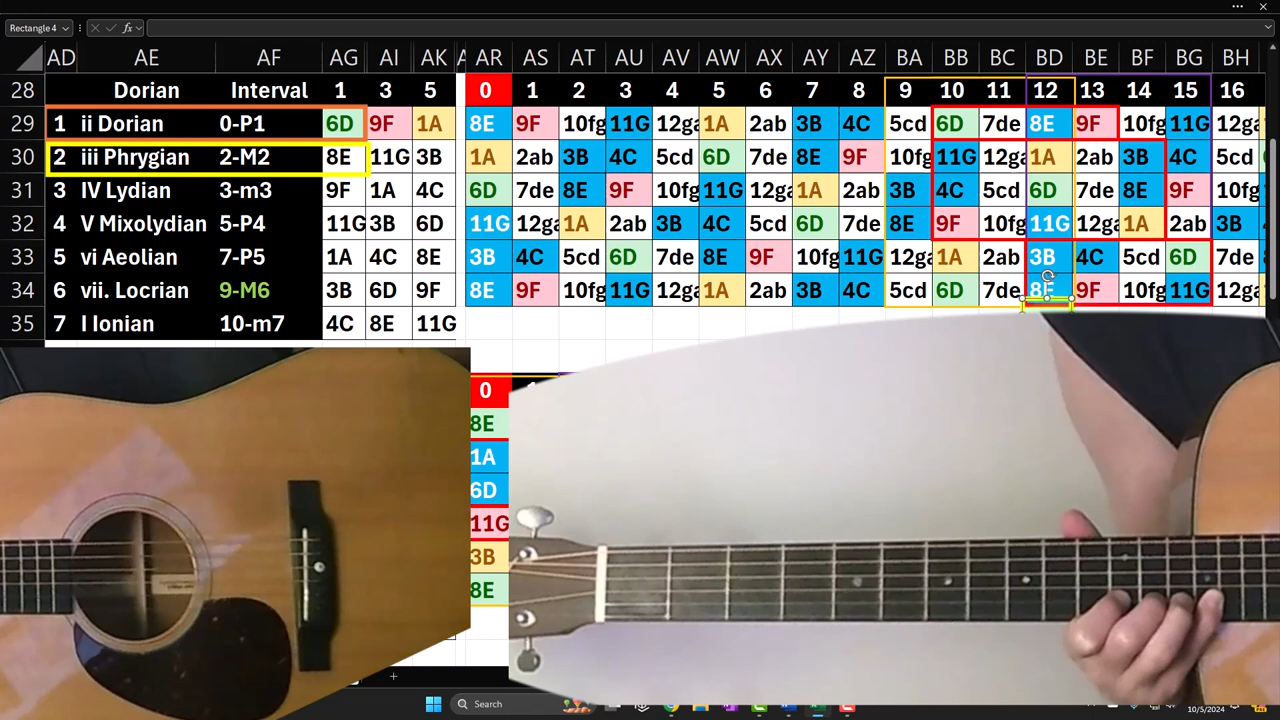 Rectangle 4
fx
AD AE AF AG AI AK AR AS AT AU AV AW AX AY AZ BA BB BC BD BE BF BG BH
28 Dorian Interval 1 3 5 0 1 2 3 4 5 6 7 8 9 10 11 12 13 14 15 16
29 1 ii Dorian 0-P1 6D 9F 1A 8E 9F 10fg 11G 12ga 1A 2ab 3B 4C 5cd 6D 7de 8E 9F 10fg 11G 12ga
30 2 iii Phrygian 2-M2 8E 11G 3B 1A 2ab 3B 4C 5cd 6D 7de 8E 9F 10fg 11G 12ga 1A 2ab 3B 4C 5cd
31 3 IV Lydian 3-m3 9F 1A 4C 6D 7de 8E 9F 10fg 11G 12ga 1A 2ab 3B 4C 5cd 6D 7de 8E 9F 10fg
32 4 V Mixolydian 5-P4 11G 3B 6D 11G 12ga 1A 2ab 3B 4C 5cd 6D 7de 8E 9F 10fg 11G 12ga 1A 2ab 3B
33 5 vi Aeolian 7-P5 1A 4C 8E 3B 4C 5cd 6D 7de 8E 9F 10fg 11G 12ga 1A 2ab 3B 4C 5cd 6D 7de
34 6 vii. Locrian 9-M6 3B 6D 9F 8E 9F 10fg 11G 12ga 1A 2ab 3B 4C 5cd 6D 7de 8E 9F 10fg 11G 12ga
35 7 I Ionian 10-m7 4C 8E 11G
0
8E
1A
6D
11G
3B
8E
Search
10/5/2024